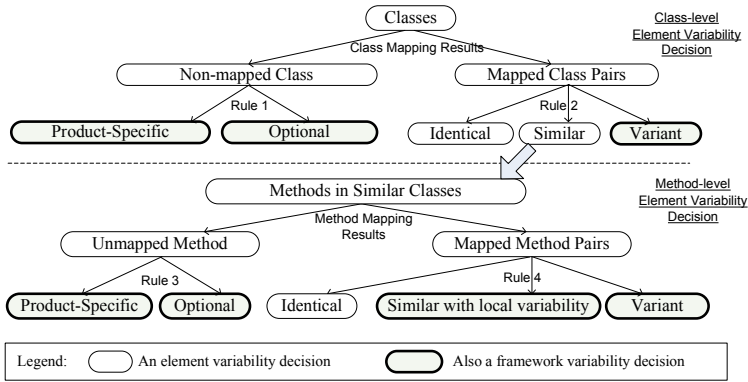 Classes
Class-level
Element Variability
Decision
Class Mapping Results
Non-mapped Class
Mapped Class Pairs
Rule 1
Rule 2
Product-Specific
Optional
Identical
Similar
Variant
Methods in Similar Classes
Method-level
Element Variability
Decision
Method Mapping
Results
Unmapped Method
Mapped Method Pairs
Rule 3
Rule 4
Product-Specific
Optional
Identical
Similar with local variability
Variant
Legend:
An element variability decision
Also a framework variability decision